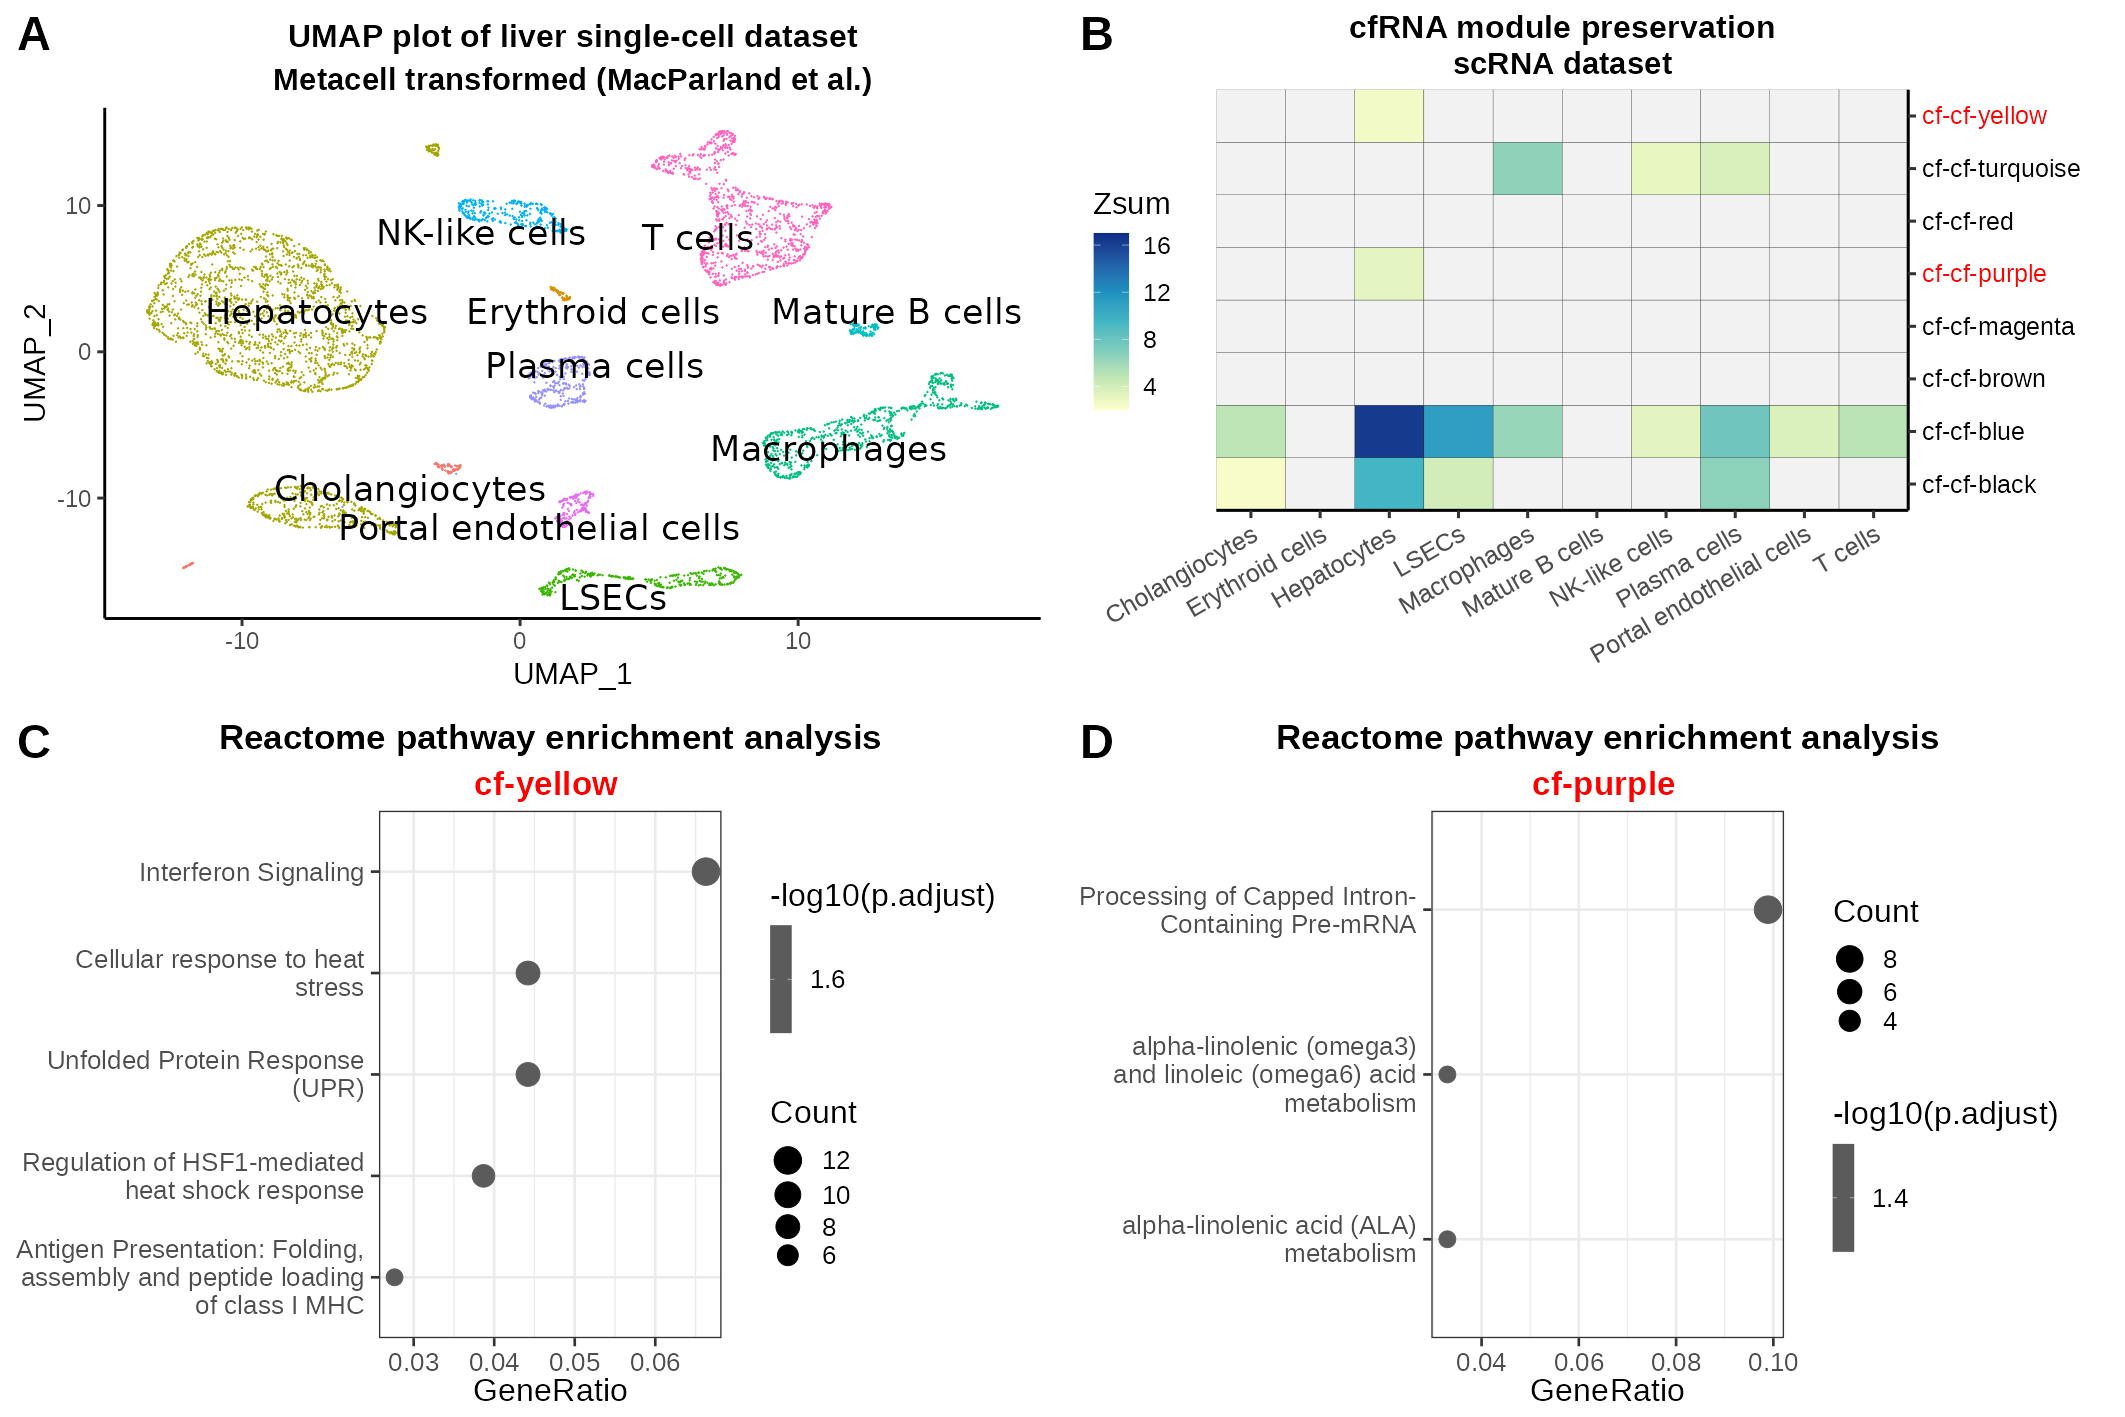 A
UMAP plot of liver single-cell dataset
Metacell transformed (MacParland et al.)
UMAP_2
10
0
-10
NK-like cells
T cells
Hepatocytes
Erythroid cells
Mature B cells
Plasma cells
Macrophages
Cholangiocytes
Portal endothelial cells
LSECs
-10
0
10
UMAP_1
B
cfRNA module preservation
scRNA dataset
Zsum
16
12
8
4
cf-cf-yellow
cf-cf-turquoise
cf-cf-red
cf-cf-purple
cf-cf-magenta
cf-cf-brown
cf-cf-blue
cf-cf-black
Cholangiocytes
Erythroid cells
Hepatocytes
LSECs
Macrophages
Mature B cells
NK-like cells
Plasma cells
Portal endothelial cells
T cells
C
Reactome pathway enrichment analysis
cf-yellow
Interferon Signaling
Cellular response to heat
stress
Unfolded Protein Response
(UPR)
Regulation of HSF1-mediated
heat shock response
Antigen Presentation: Folding,
assembly and peptide loading
of class I MHC
0.03
0.04
0.05
0.06
GeneRatio
-log10(p.adjust)
1.6
Count
12
10
8
6
D
Reactome pathway enrichment analysis
cf-purple
Processing of Capped Intron-
Containing Pre-mRNA
alpha-linolenic (omega3)
and linoleic (omega6) acid
metabolism
alpha-linolenic acid (ALA)
metabolism
0.04
0.06
0.08
0.10
GeneRatio
Count
8
6
4
-log10(p.adjust)
1.4